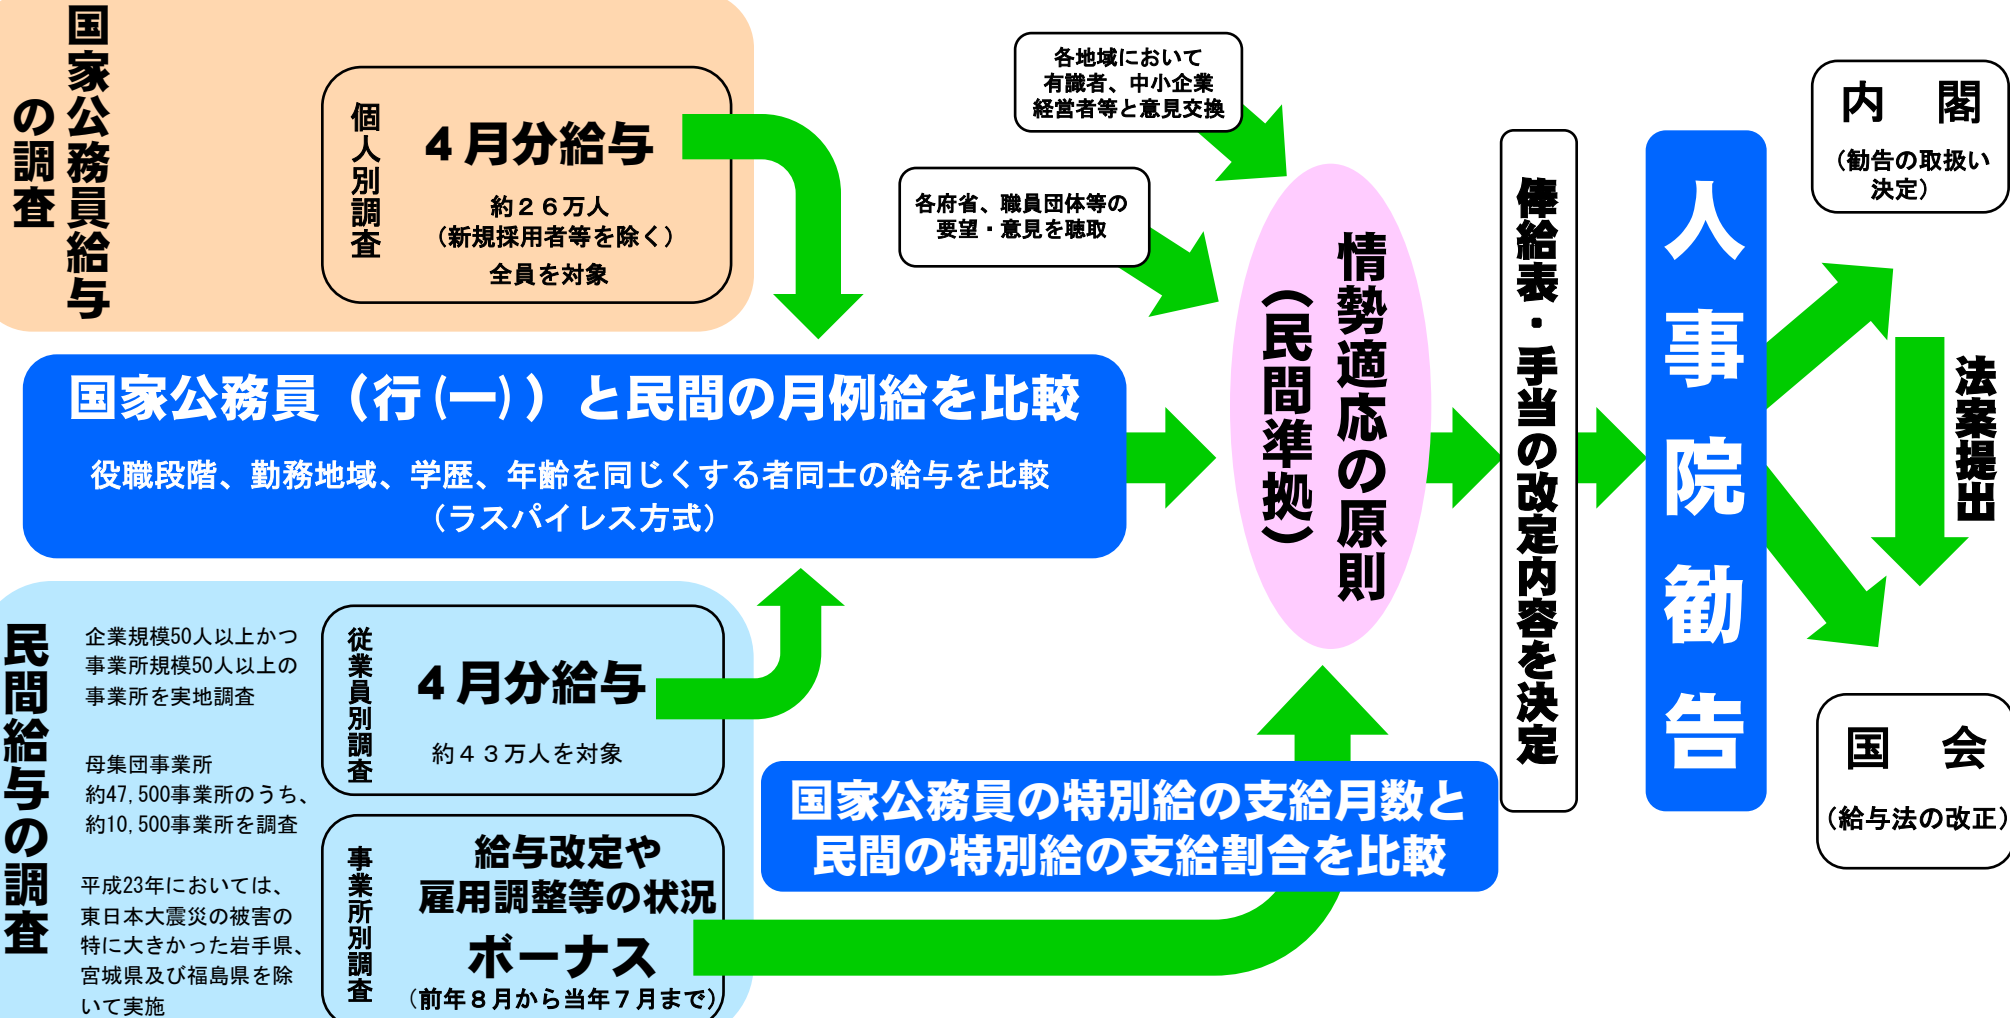 国家公務員給与
の調査
個人別調査
４月分給与
約２６万人
（新規採用者等を除く）
全員を対象
国家公務員（行(一)）と民間の月例給を比較
役職段階、勤務地域、学歴、年齢を同じくする者同士の給与を比較
（ラスパイレス方式）
民間給与の調査
企業規模50人以上かつ
事業所規模50人以上の
事業所を実地調査
母集団事業所
約47,500事業所のうち、
約10,500事業所を調査
平成23年においては、
東日本大震災の被害の
特に大きかった岩手県、
宮城県及び福島県を除
いて実施
従業員別調査
４月分給与
約４３万人を対象
事業所別調査
給与改定や
雇用調整等の状況
ボーナス
（前年８月から当年７月まで）
国家公務員の特別給の支給月数と
民間の特別給の支給割合を比較
各地域において
有識者、中小企業
経営者等と意見交換
各府省、職員団体等の
要望・意見を聴取
情勢適応の原則
（民間準拠）
俸給表・手当の改定内容を決定
人事院勧告
内　閣
（勧告の取扱い
決定）
法案提出
国　会
（給与法の改正）